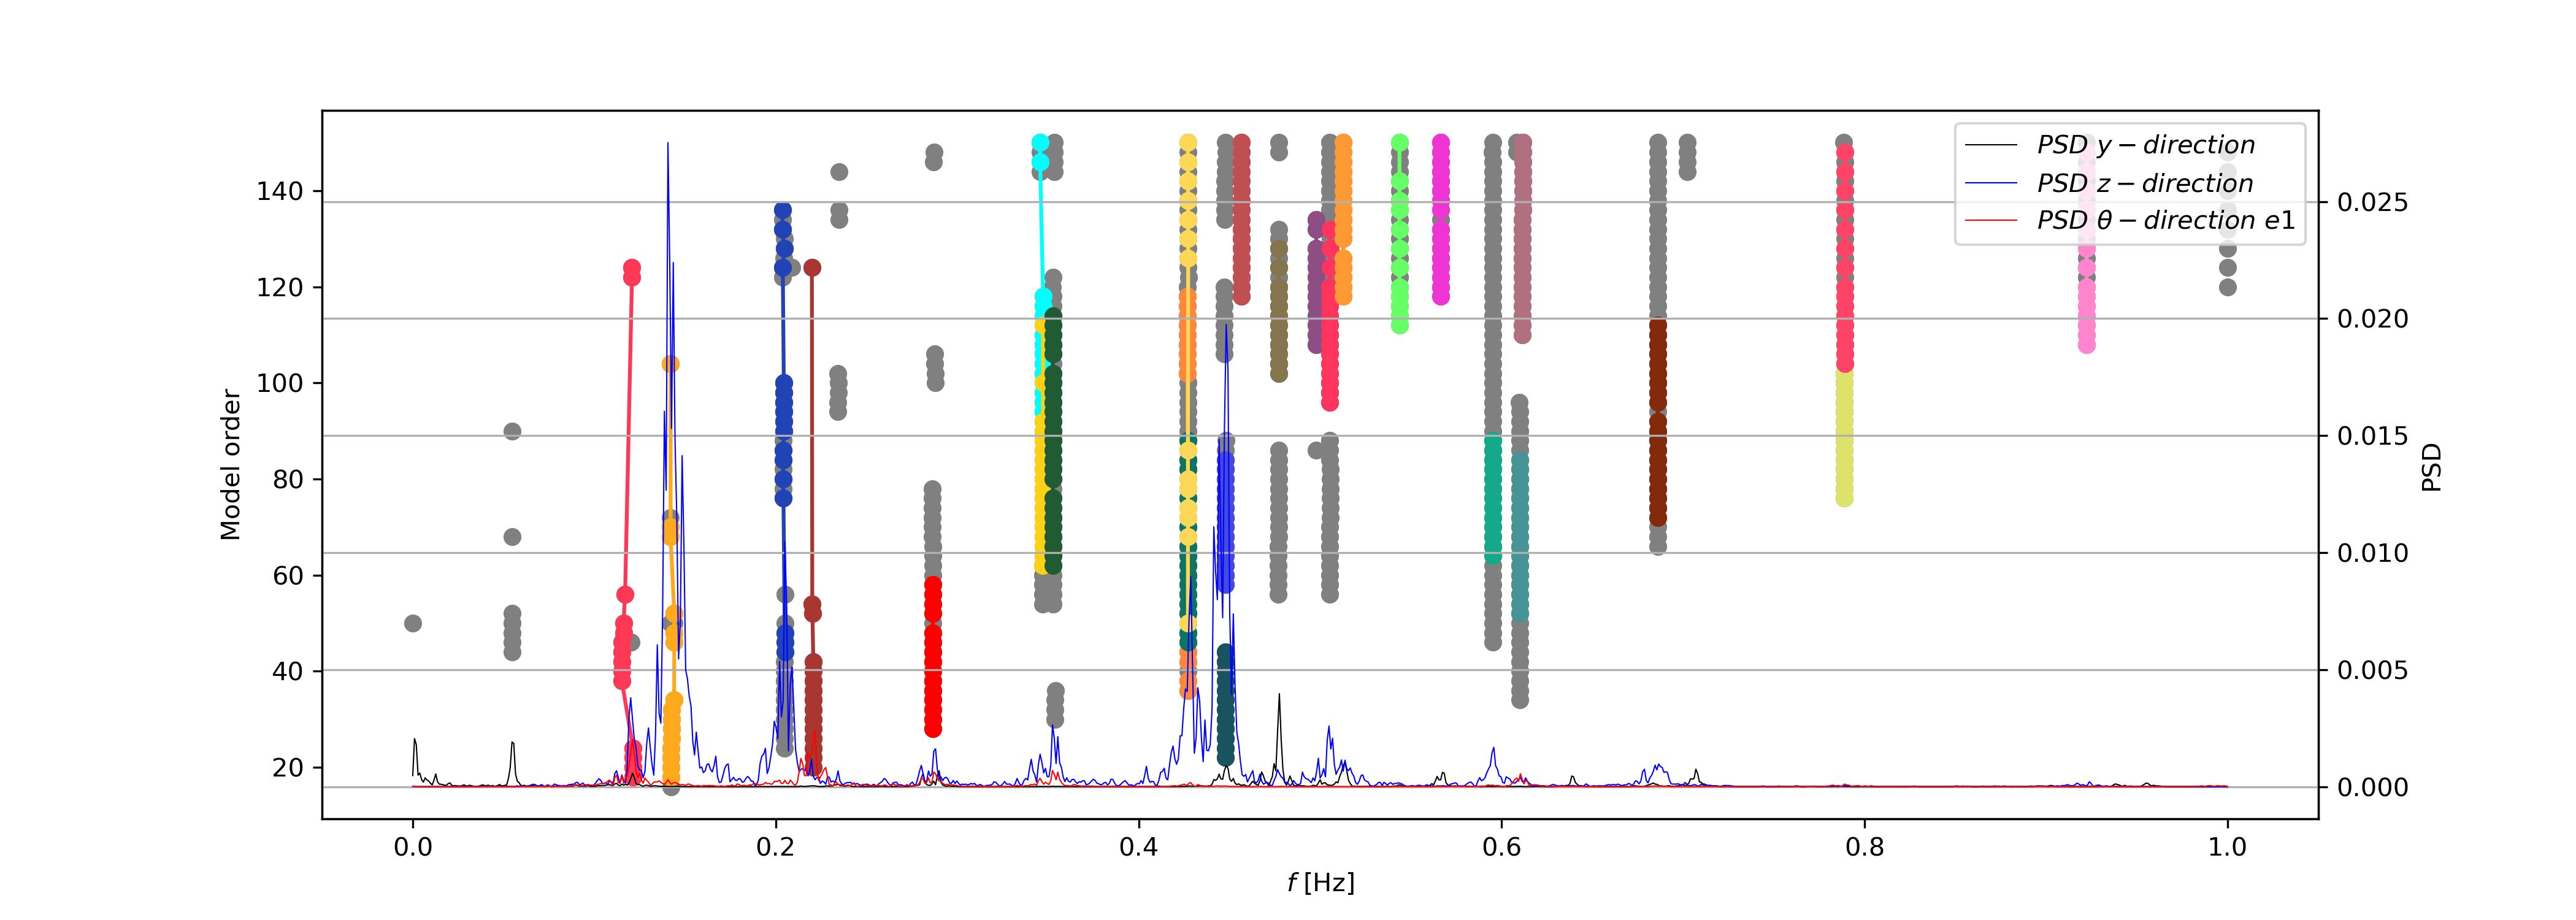 PSD y − direction
PSD z − direction
PSD θ − direction e1
Model order
140
120
100
80
60
40
20
0.025
0.020
0.015
0.010
0.005
0.000
PSD
0.0 0.2 0.4 0.6 0.8 1.0
f [Hz]